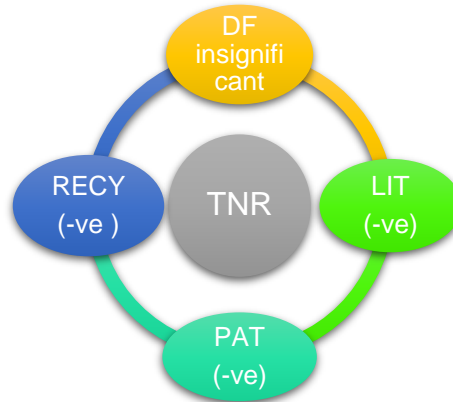 DF
insignifi
cant
RECY
(-ve )
TNR
LIT
(-ve)
PAT
(-ve)